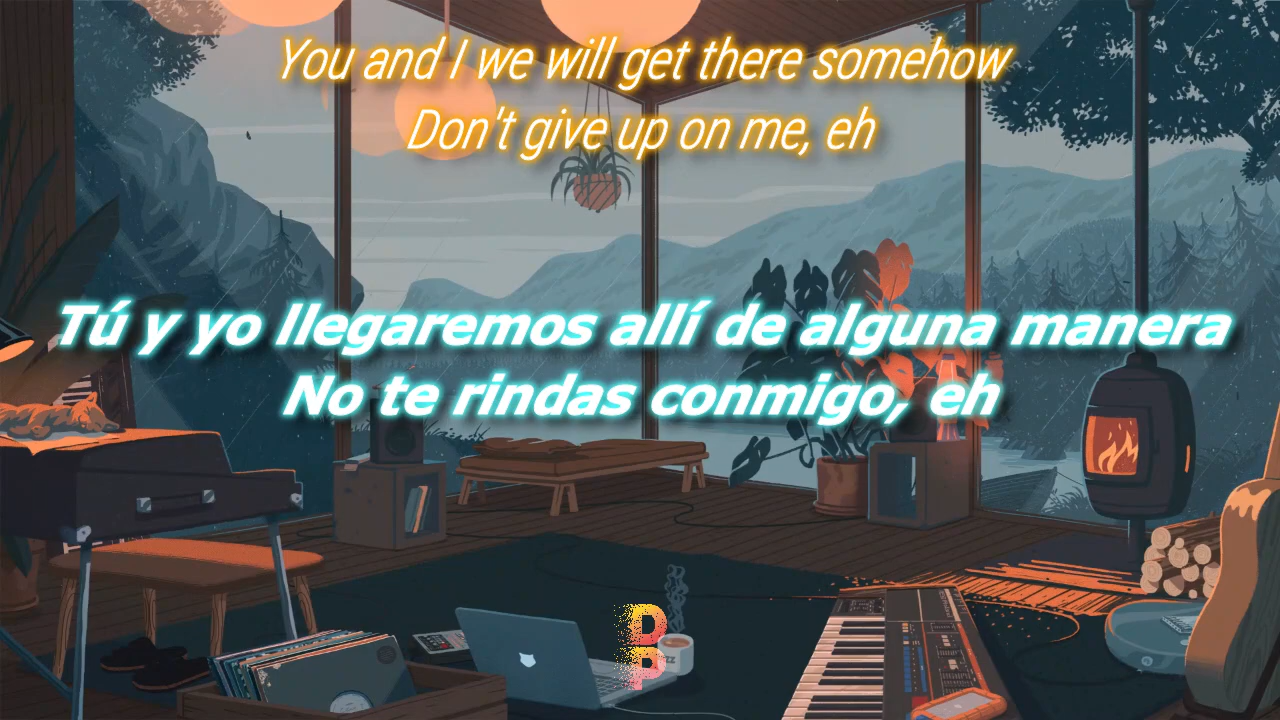 You and I we will get there somehow
Don't give up on me, eh
Tú y yo llegaremos allí de alguna manera
No te rindas conmigo, eh
D
P